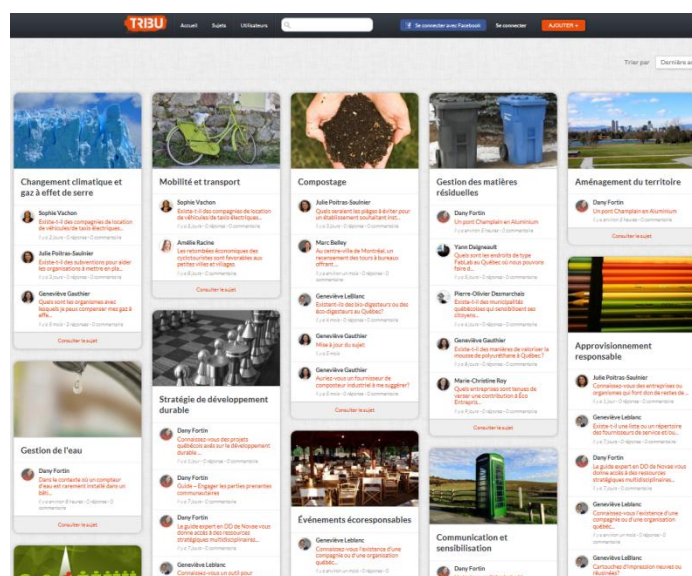 TRIBU
Accueil Sujets Utilisateurs
Se connecter avec Facebook Se connecter AJOUTER +
Trier par Dernière a
Changement climatique et
gaz à effet de serre
Sophie Vachon
Existe-t-il des compagnies de location
de véhicules/de taxis électriques...
Il y a 2 jours · 0 réponse · 0 commentaire
Julie Poitras-Saulnier
Existe-t-il des subventions pour aider
les organisations à mettre en pla...
Geneviève Gauthier
Quels sont les organismes avec
lesquels je peux compenser mes gaz à
effe...
Consulter le sujet
Gestion de l'eau
Dany Fortin
Dans le contexte où un compteur
d'eau est rarement installé dans un
bâti...
Consulter le sujet
Mobilité et transport
Sophie Vachon
Existe-t-il des compagnies de location
de véhicules/de taxis électriques...
Amélie Racine
Les retombées économiques des
cyclotouristes sont favorables aux
petites villes et villages
Consulter le sujet
Stratégie de développement
durable
Dany Fortin
Connaissez-vous des projets
québécois axés sur le développement
durable...
Dany Fortin
Guide – Engager les parties prenantes
communautaires
Dany Fortin
Le guide expert en DD de Novae vous
donne accès à des ressources
stratégiques multidisciplinaires...
Geneviève Leblanc
Connaissez-vous un outil pour
Compostage
Julie Poitras-Saulnier
Quels seraient les pièges à éviter pour
un établissement souhaitant inst...
Marc Belley
Au centre-ville de Montréal, un
recensement des tours à bureaux
offrant...
Geneviève LeBlanc
Existent-ils des bio-digesteurs ou des
éco-digesteurs au Québec?
Geneviève Gauthier
Mise à jour du sujet
Geneviève Gauthier
Auriez-vous un fournisseur de
composteur industriel à me suggérer?
Consulter le sujet
Événements écoresponsables
Geneviève Leblanc
Connaissez-vous l'existence d'une
compagnie ou d'une organisation
québéc...
Gestion des matières
résiduelles
Dany Fortin
Un pont Champlain en Aluminium
Yann Daigneault
Quels sont les endroits de type
FabLab au Québec où nous pouvons
faire d...
Pierre-Olivier Desmarchais
Existe-t-il des municipalités
québécoises qui sensibilisent ses
citoyens...
Geneviève Gauthier
Existe-t-il des manières de valoriser la
mousse de polyuréthane à Québec?
Marie-Christine Roy
Quels entreprises sont tenues de
verser une contribution à Éco
Entrepris...
Consulter le sujet
Communication et
sensibilisation
Dany Fortin
Aménagement du territoire
Dany Fortin
Un pont Champlain en Aluminium
Consulter le sujet
Approvisionnement
responsable
Julie Poitras-Saulnier
Connaissez-vous des entreprises ou
organismes qui font don de restes de ...
Geneviève Leblanc
Existe-t-il une liste ou un répertoire
des fournisseurs de service et ou...
Dany Fortin
Le guide expert en DD de Novae vous
donne accès à des ressources
stratégiques multidisciplinaires...
Geneviève Leblanc
Connaissez-vous l'existence d'une
compagnie ou d'une organisation
québéc...
Geneviève LeBlanc
Cartouches d'impression neuves ou
réusinées?